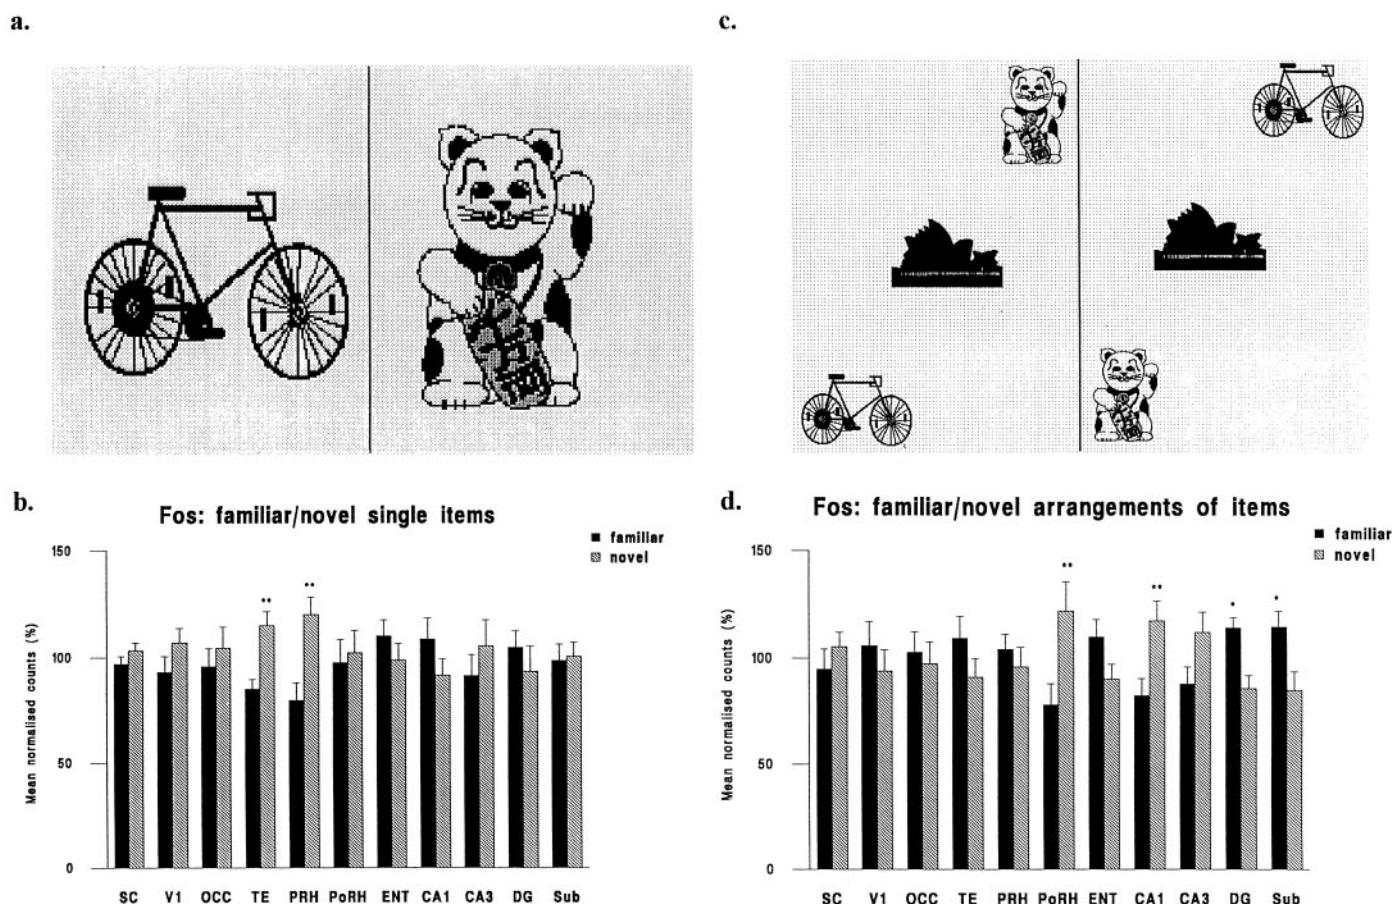 a.
c.
b.
Fos: familiar/novel single items
familiar
novel
Mean normalised counts (%)
150
100
50
0
**
**
SC V1 OCC TE PRH PoRH ENT CA1 CA3 DG Sub
d.
Fos: familiar/novel arrangements of items
familiar
novel
Mean normalised counts (%)
150
100
50
0
**
**
*
*
SC V1 OCC TE PRH PoRH ENT CA1 CA3 DG Sub